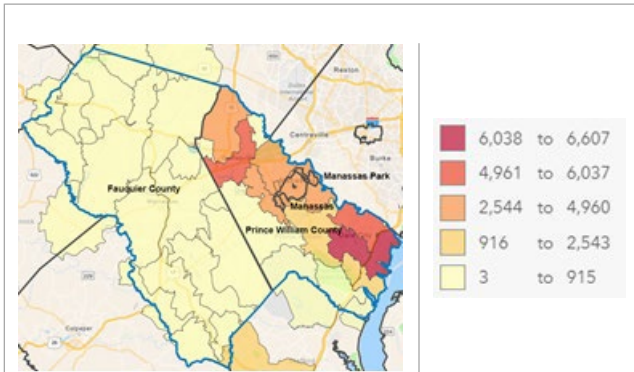 Reston
Centreville
Burke
Manassas Park
Fauquier County
Manassas
Prince William County
Culpeper
6,038 to 6,607
4,961 to 6,037
2,544 to 4,960
916 to 2,543
3 to 915